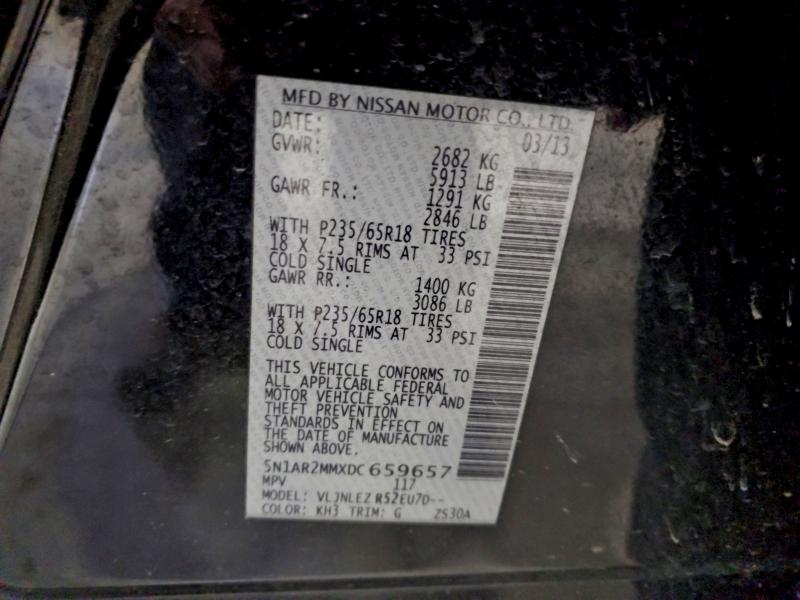 MFD BY NISSAN MOTOR CO., LTD.
DATE: 03/13
GVWR: 2682 KG
5913 LB
GAWR FR.: 1291 KG
2846 LB
WITH P235/65R18 TIRES
18 X 7.5 RIMS AT 33 PSI
COLD SINGLE
GAWR RR.: 1400 KG
3086 LB
WITH P235/65R18 TIRES
18 X 7.5 RIMS AT 33 PSI
COLD SINGLE
THIS VEHICLE CONFORMS TO
ALL APPLICABLE FEDERAL
MOTOR VEHICLE SAFETY AND
THEFT PREVENTION
STANDARDS IN EFFECT ON
THE DATE OF MANUFACTURE
SHOWN ABOVE.
5N1AR2MMXDC659657
MPV 117
MODEL: VLJNLEZ R52EU7D--
COLOR: KH3 TRIM: G ZS30A